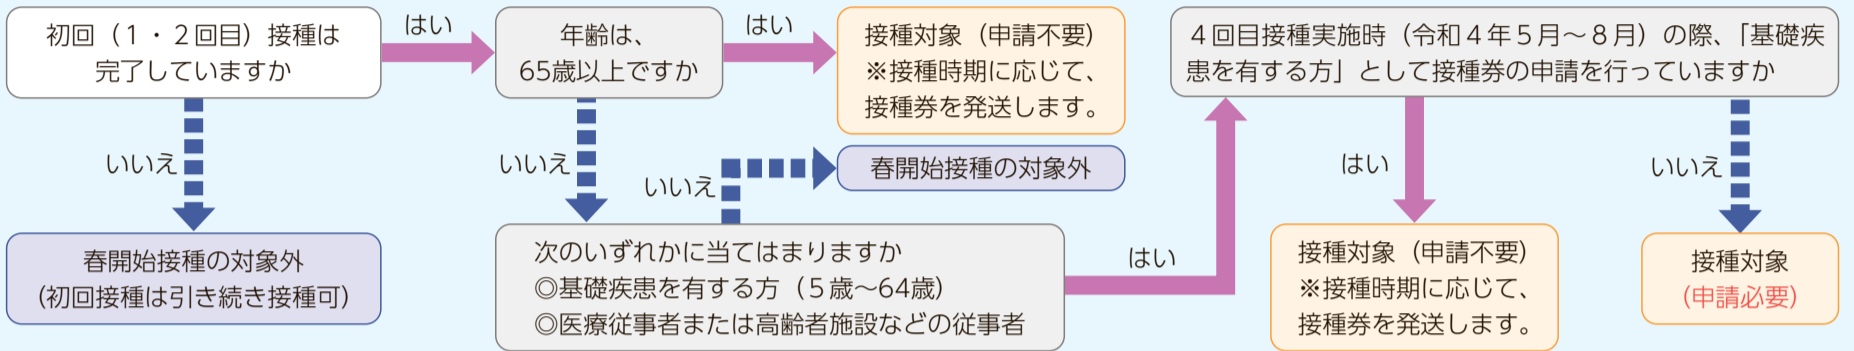 初回（１・２回目）接種は
完了していますか
はい
いいえ
春開始接種の対象外
（初回接種は引き続き接種可）
年齢は、
65歳以上ですか
はい
いいえ
接種対象（申請不要）
※接種時期に応じて、
接種券を発送します。
次のいずれかに当てはまりますか
◎基礎疾患を有する方（５歳～64歳）
◎医療従事者または高齢者施設などの従事者
いいえ
春開始接種の対象外
はい
４回目接種実施時（令和４年５月～８月）の際、「基礎疾
患を有する方」として接種券の申請を行っていますか
はい
接種対象（申請不要）
※接種時期に応じて、
接種券を発送します。
いいえ
接種対象
（申請必要）